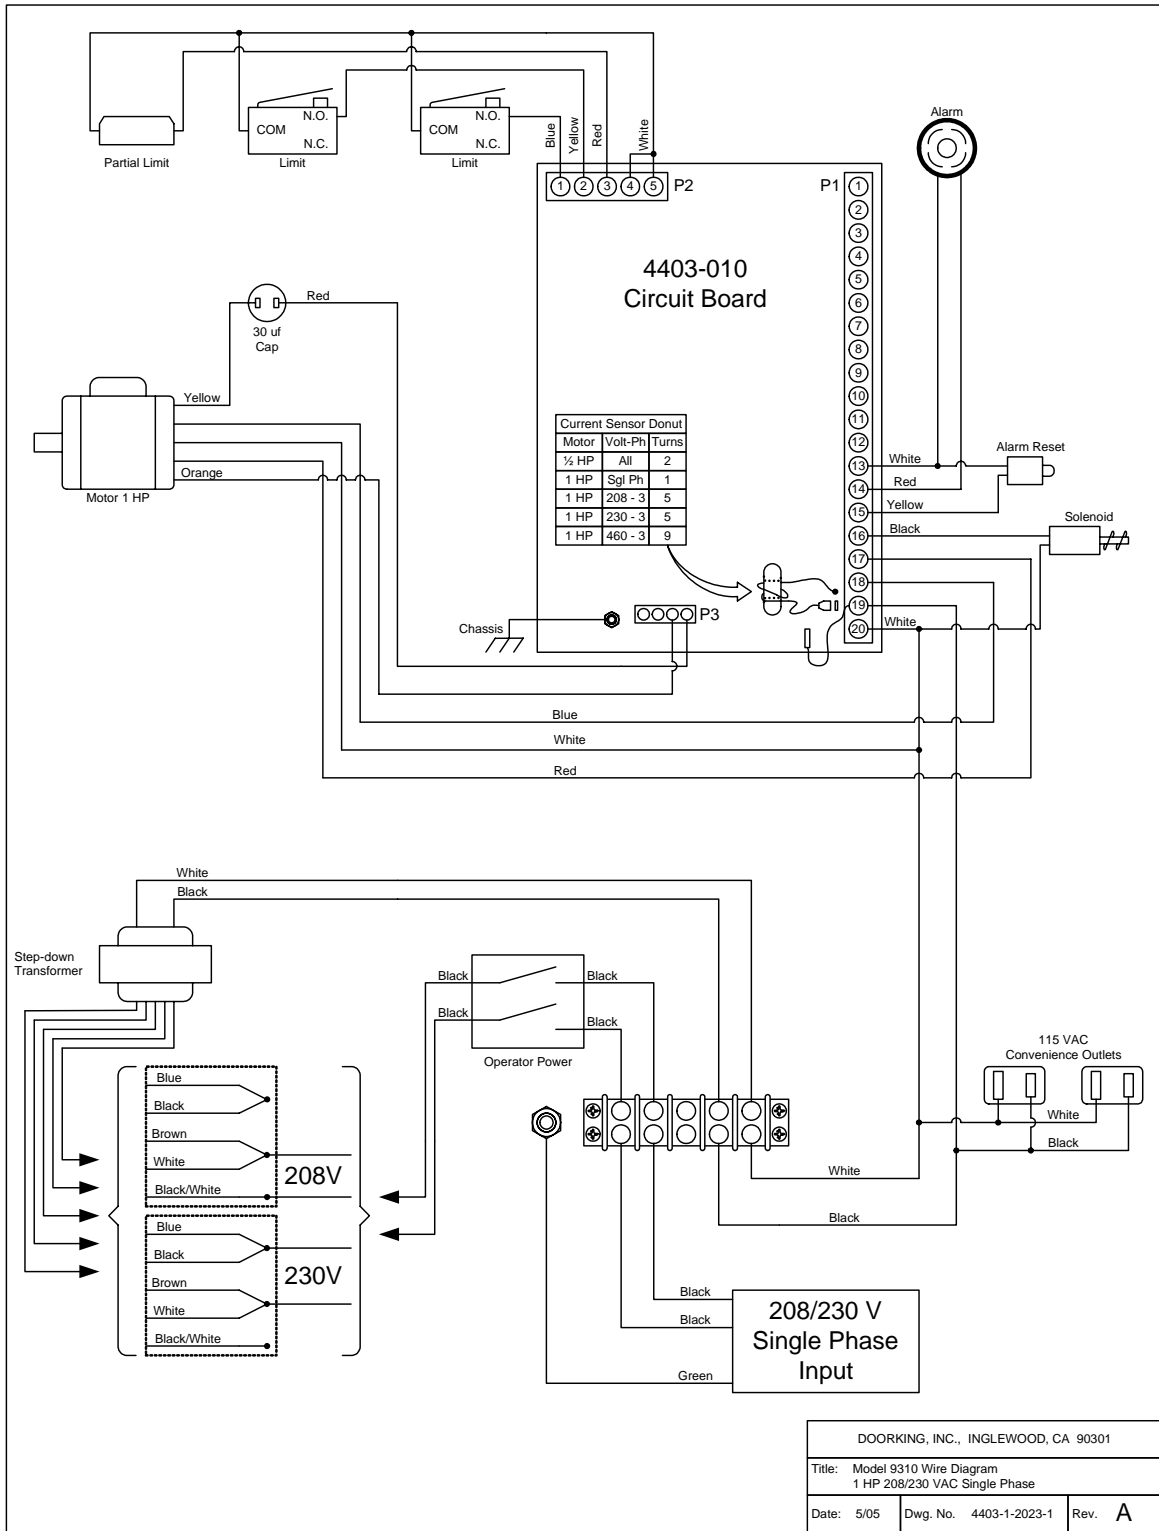 Partial Limit
COM
N.O.
N.C.
Limit
COM
N.O.
N.C.
Limit
Blue
Yellow
Red
White
1 2 3 4 5 P2
Alarm
P1
1
2
3
4
5
6
7
8
9
10
11
12
13
14
15
16
17
18
19
20
4403-010
Circuit Board
Red
30 uf
Cap
Yellow
Orange
Motor 1 HP
Current Sensor Donut
Motor Volt-Ph Turns
½ HP All 2
1 HP Sgl Ph 1
1 HP 208 - 3 5
1 HP 230 - 3 5
1 HP 460 - 3 9
White
Red
Yellow
Black
White
Alarm Reset
Solenoid
P3
Chassis
Blue
White
Red
White
Black
Step-down
Transformer
Black
Black
Black
Black
Operator Power
115 VAC
Convenience Outlets
White
Black
Blue
Black
Brown
White
Black/White
208V
Blue
Black
Brown
White
Black/White
230V
White
Black
Black
Black
Green
208/230 V
Single Phase
Input
DOORKING, INC., INGLEWOOD, CA 90301
Title: Model 9310 Wire Diagram
1 HP 208/230 VAC Single Phase
Date: 5/05 Dwg. No. 4403-1-2023-1 Rev. A